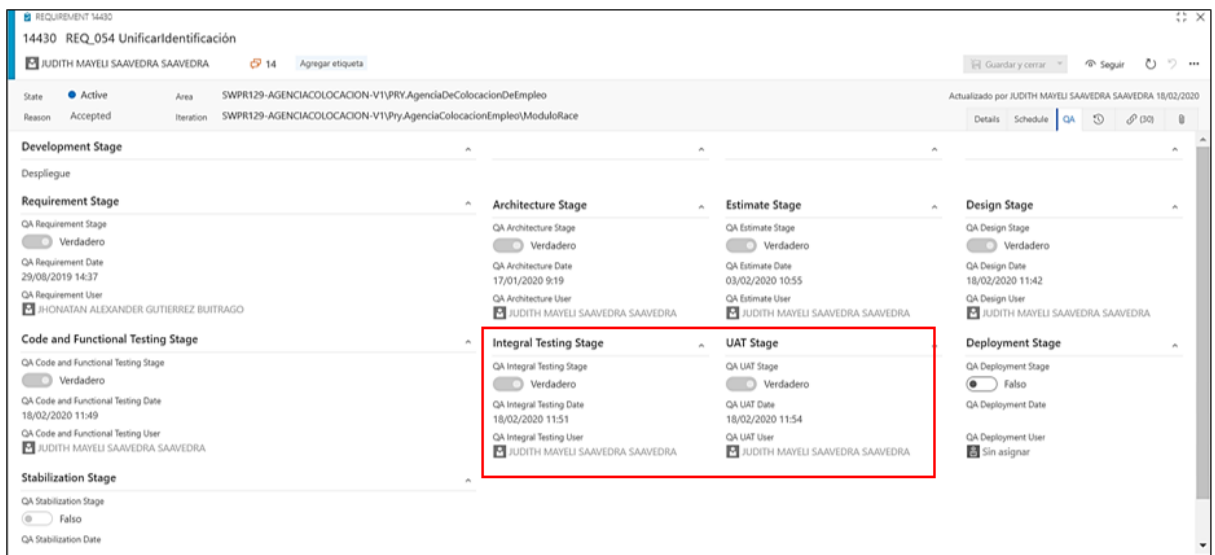 REQUIREMENT 14430
14430 REQ_054 UnificarIdentificación
JUDITH MAYELI SAAVEDRA SAAVEDRA 14 Agregar etiqueta Guardar y cerrar Seguir
State Active Area SWPR129-AGENCIACOLOCACION-V1\PRY.AgenciaDeColocacionDeEmpleo Actualizado por JUDITH MAYELI SAAVEDRA SAAVEDRA 18/02/2020
Reason Accepted Iteration SWPR129-AGENCIACOLOCACION-V1\Pry.AgenciaColocacionEmpleo\ModuloRace Details Schedule QA (30)
Development Stage
Despliegue
Requirement Stage
QA Requirement Stage
Verdadero
QA Requirement Date
29/08/2019 14:37
QA Requirement User
JHONATAN ALEXANDER GUTIERREZ BUITRAGO
Architecture Stage
QA Architecture Stage
Verdadero
QA Architecture Date
17/01/2020 9:19
QA Architecture User
JUDITH MAYELI SAAVEDRA SAAVEDRA
Estimate Stage
QA Estimate Stage
Verdadero
QA Estimate Date
03/02/2020 10:55
QA Estimate User
JUDITH MAYELI SAAVEDRA SAAVEDRA
Design Stage
QA Design Stage
Verdadero
QA Design Date
18/02/2020 11:42
QA Design User
JUDITH MAYELI SAAVEDRA SAAVEDRA
Code and Functional Testing Stage
QA Code and Functional Testing Stage
Verdadero
QA Code and Functional Testing Date
18/02/2020 11:49
QA Code and Functional Testing User
JUDITH MAYELI SAAVEDRA SAAVEDRA
Integral Testing Stage
QA Integral Testing Stage
Verdadero
QA Integral Testing Date
18/02/2020 11:51
QA Integral Testing User
JUDITH MAYELI SAAVEDRA SAAVEDRA
UAT Stage
QA UAT Stage
Verdadero
QA UAT Date
18/02/2020 11:54
QA UAT User
JUDITH MAYELI SAAVEDRA SAAVEDRA
Deployment Stage
QA Deployment Stage
Falso
QA Deployment Date
QA Deployment User
Sin asignar
Stabilization Stage
QA Stabilization Stage
Falso
QA Stabilization Date